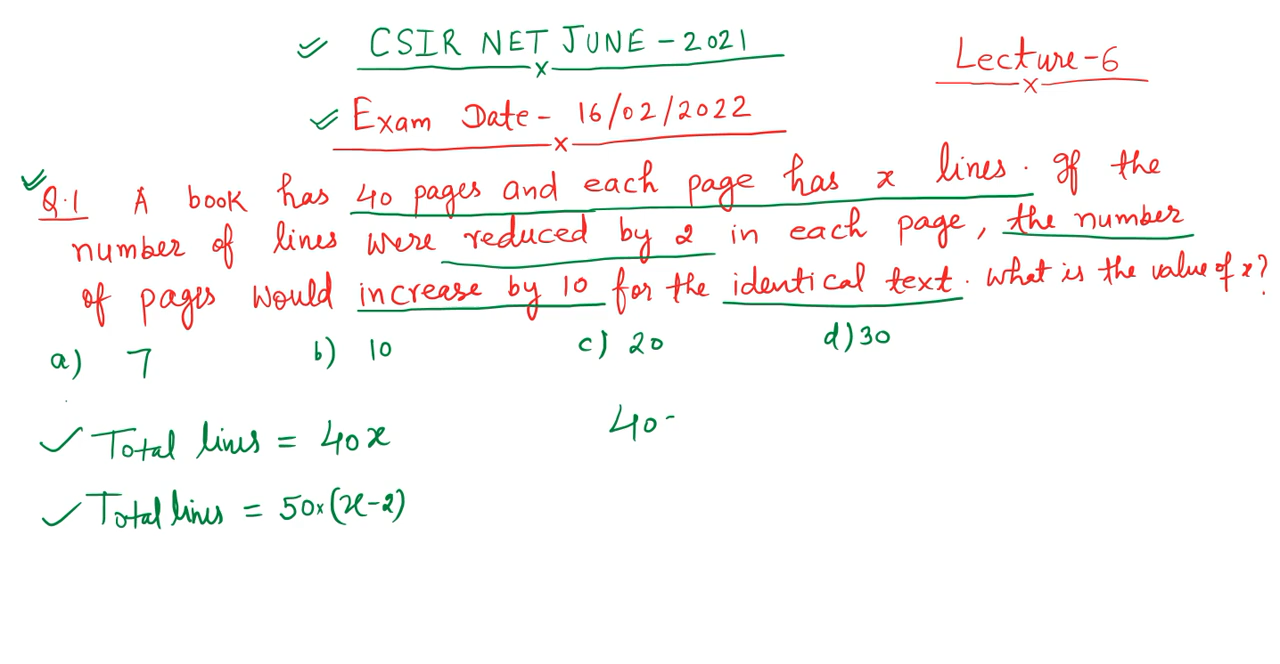 CSIR NET JUNE - 2021
Lecture-6
Exam Date - 16/02/2022
Q.1 A book has 40 pages and each page has x lines. If the
number of lines were reduced by 2 in each page, the number
of pages would increase by 10 for the identical text. what is the value of x?
a) 7 b) 10 c) 20 d) 30
Total lines = 40x 40-
Total lines = 50×(x-2)